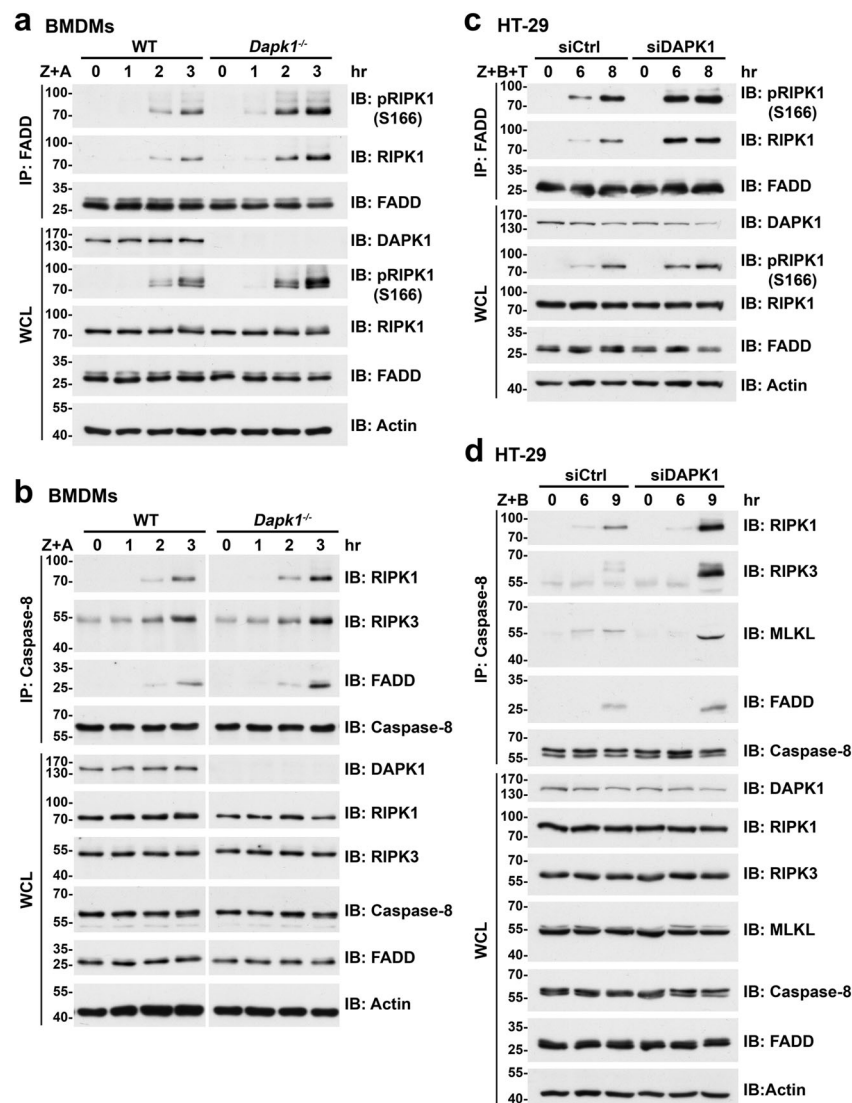 a BMDMs
WT Dapk1-/-
Z+A 0 1 2 3 0 1 2 3 hr
IP: FADD
100-
70-
IB: pRIPK1
(S166)
100-
70-
IB: RIPK1
35-
25-
IB: FADD
WCL
170-
130-
IB: DAPK1
100-
70-
IB: pRIPK1
(S166)
100-
70-
IB: RIPK1
35-
25-
IB: FADD
55-
40-
IB: Actin
b BMDMs
WT Dapk1-/-
Z+A 0 1 2 3 0 1 2 3 hr
IP: Caspase-8
100-
70-
IB: RIPK1
55-
40-
IB: RIPK3
35-
25-
IB: FADD
70-
55-
IB: Caspase-8
WCL
170-
130-
IB: DAPK1
100-
70-
IB: RIPK1
55-
40-
IB: RIPK3
70-
55-
IB: Caspase-8
35-
25-
IB: FADD
55-
40-
IB: Actin
c HT-29
siCtrl siDAPK1
Z+B+T 0 6 8 0 6 8 hr
IP: FADD
100-
70-
IB: pRIPK1
(S166)
100-
70-
IB: RIPK1
35-
25-
IB: FADD
WCL
170-
130-
IB: DAPK1
100-
70-
IB: pRIPK1
(S166)
100-
70-
IB: RIPK1
35-
25-
IB: FADD
40-
IB: Actin
d HT-29
siCtrl siDAPK1
Z+B 0 6 9 0 6 9 hr
IP: Caspase-8
100-
70-
IB: RIPK1
70-
55-
IB: RIPK3
70-
55-
40-
IB: MLKL
35-
25-
IB: FADD
70-
55-
IB: Caspase-8
WCL
170-
130-
IB: DAPK1
100-
70-
IB: RIPK1
70-
55-
IB: RIPK3
70-
55-
40-
IB: MLKL
70-
55-
IB: Caspase-8
35-
25-
IB: FADD
55-
40-
IB:Actin